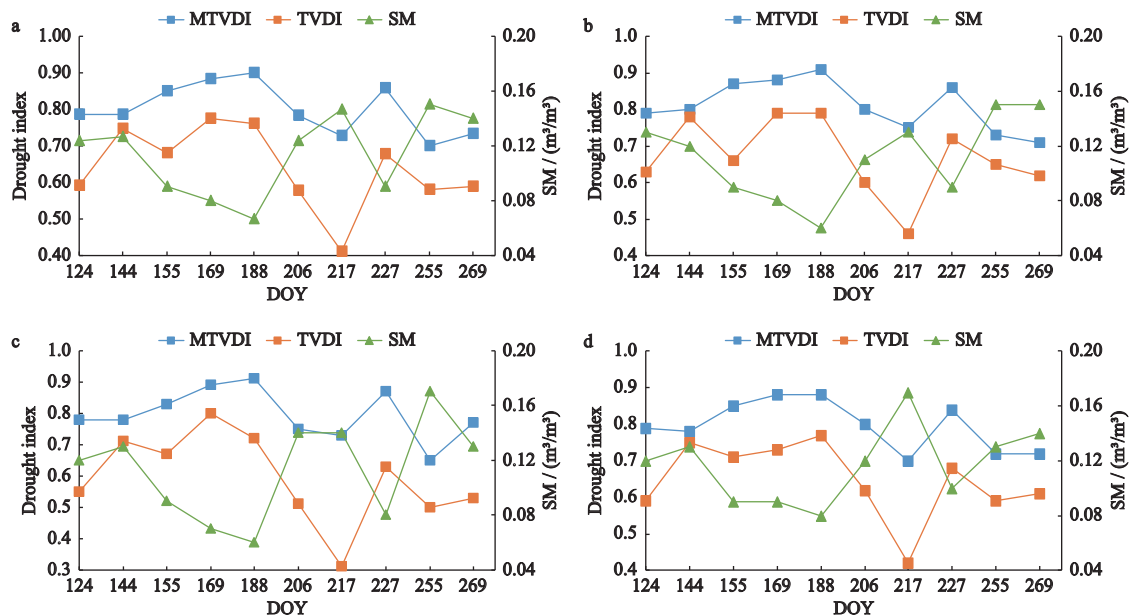 a
MTVDI TVDI SM
1.00
0.90
0.80
0.70
0.60
0.50
0.40
Drought index
0.20
0.16
0.12
0.08
0.04
SM / (m³/m³)
124 144 155 169 188 206 217 227 255 269
DOY
b
MTVDI TVDI SM
1.0
0.9
0.8
0.7
0.6
0.5
0.4
Drought index
0.20
0.16
0.12
0.08
0.04
SM / (m³/m³)
124 144 155 169 188 206 217 227 255 269
DOY
c
MTVDI TVDI SM
1.0
0.9
0.8
0.7
0.6
0.5
0.4
0.3
Drought index
0.20
0.16
0.12
0.08
0.04
SM / (m³/m³)
124 144 155 169 188 206 217 227 255 269
DOY
d
MTVDI TVDI SM
1.0
0.9
0.8
0.7
0.6
0.5
0.4
Drought index
0.20
0.16
0.12
0.08
0.04
SM / (m³/m³)
124 144 155 169 188 206 217 227 255 269
DOY